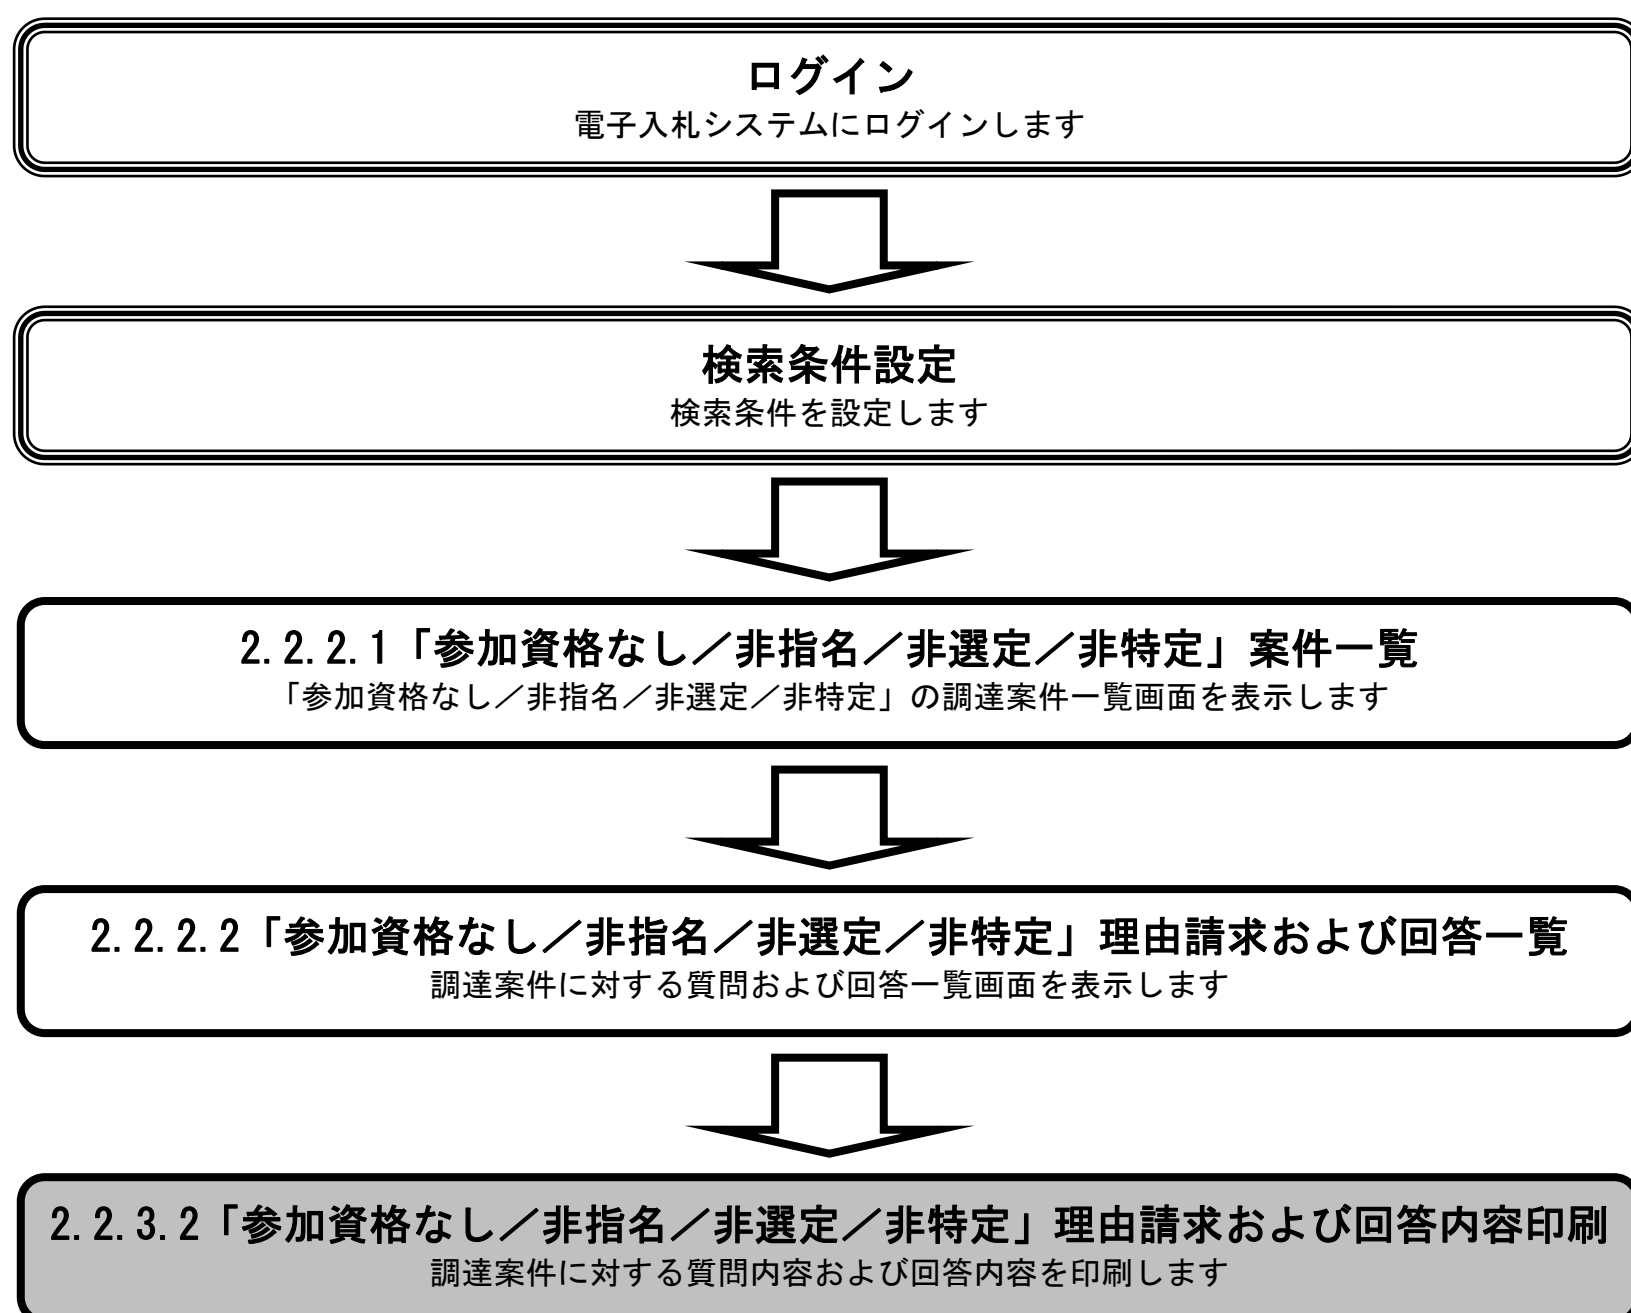 ログイン
電子入札システムにログインします
検索条件設定
検索条件を設定します
2.2.2.1「参加資格なし／非指名／非選定／非特定」案件一覧
「参加資格なし／非指名／非選定／非特定」の調達案件一覧画面を表示します
2.2.2.2「参加資格なし／非指名／非選定／非特定」理由請求および回答一覧
調達案件に対する質問および回答一覧画面を表示します
2.2.3.2「参加資格なし／非指名／非選定／非特定」理由請求および回答内容印刷
調達案件に対する質問内容および回答内容を印刷します